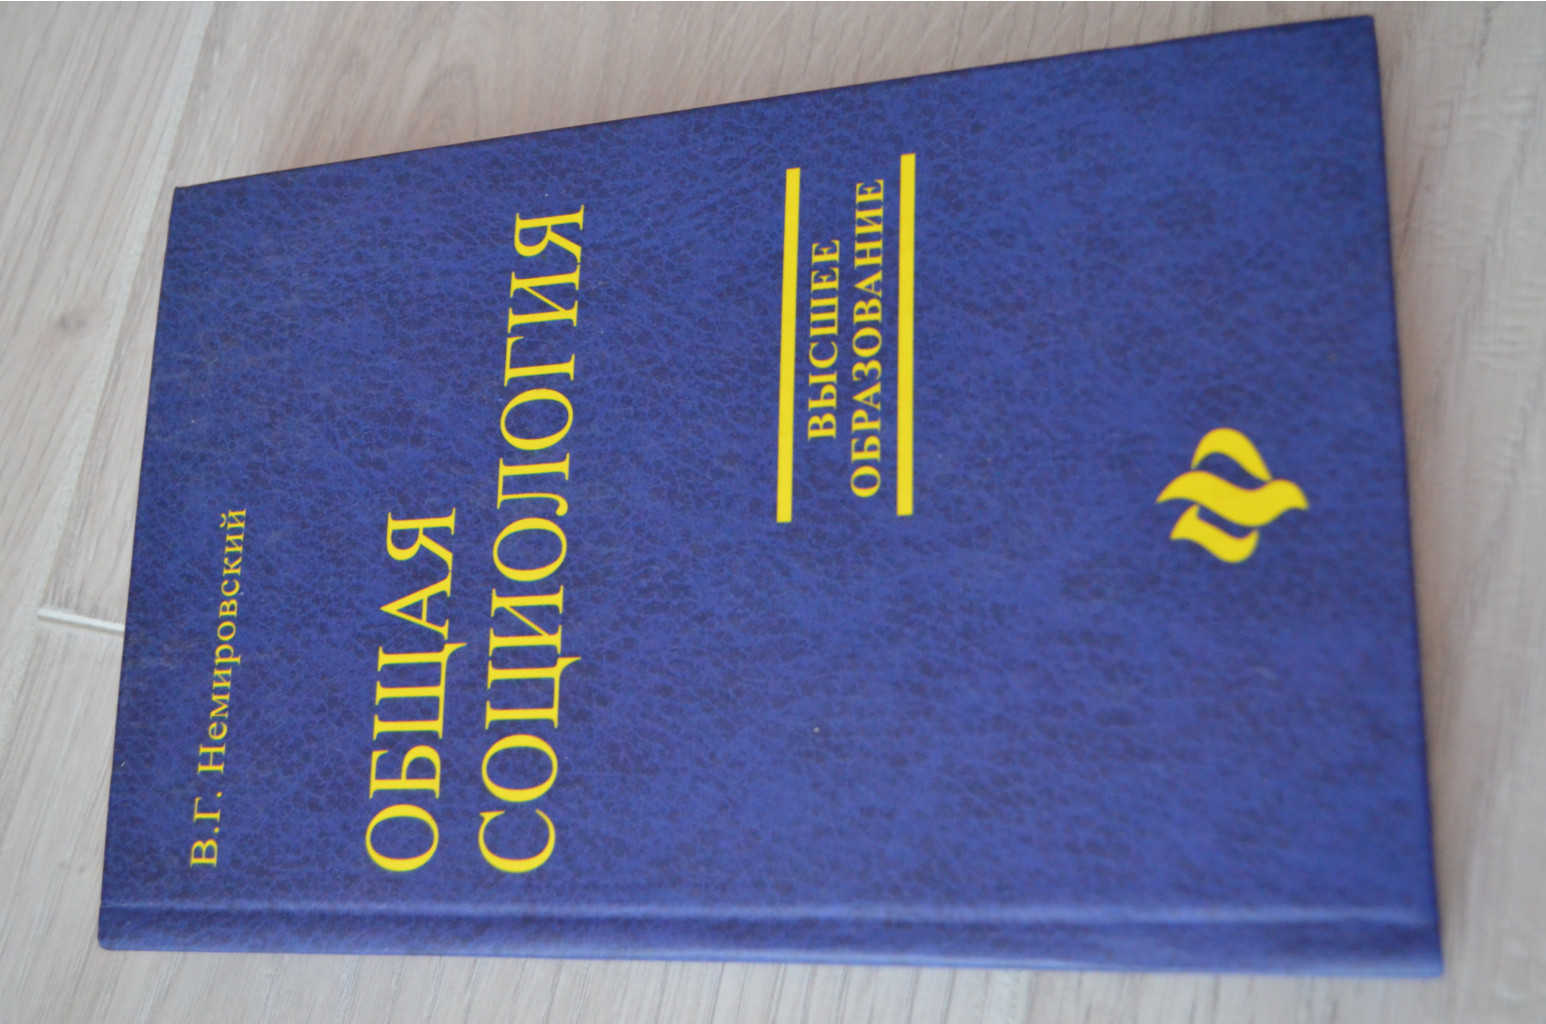 В.Г. Немировский
ОБЩАЯ
СОЦИОЛОГИЯ
ВЫСШЕЕ
ОБРАЗОВАНИЕ